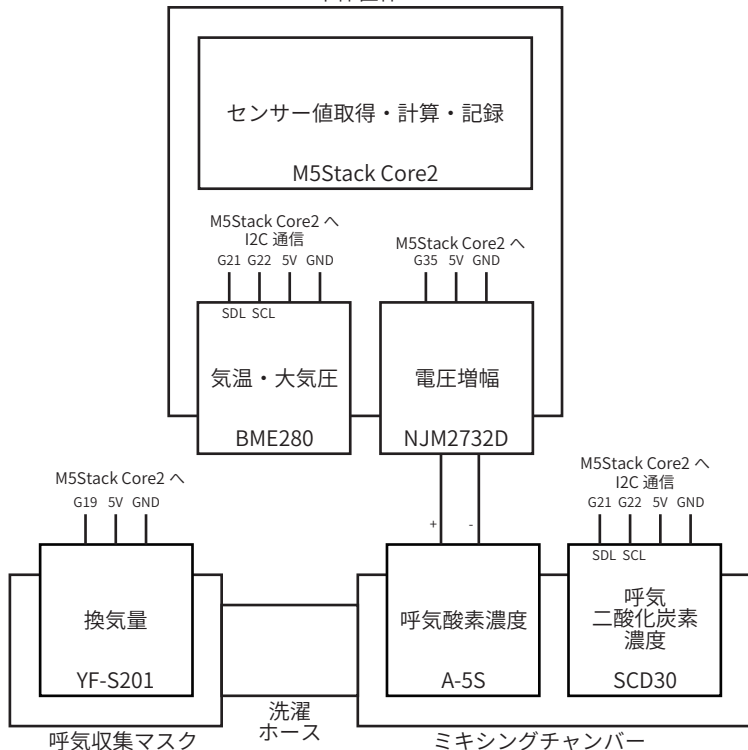 センサー値取得・計算・記録
M5Stack Core2
M5Stack Core2 へ
I2C 通信
G21 G22 5V GND
SDL SCL
気温・大気圧
BME280
M5Stack Core2 へ
G35 5V GND
電圧増幅
NJM2732D
+ -
M5Stack Core2 へ
G19 5V GND
換気量
YF-S201
呼気収集マスク
洗濯
ホース
呼気酸素濃度
A-5S
M5Stack Core2 へ
I2C 通信
G21 G22 5V GND
SDL SCL
呼気
二酸化炭素
濃度
SCD30
ミキシングチャンバー